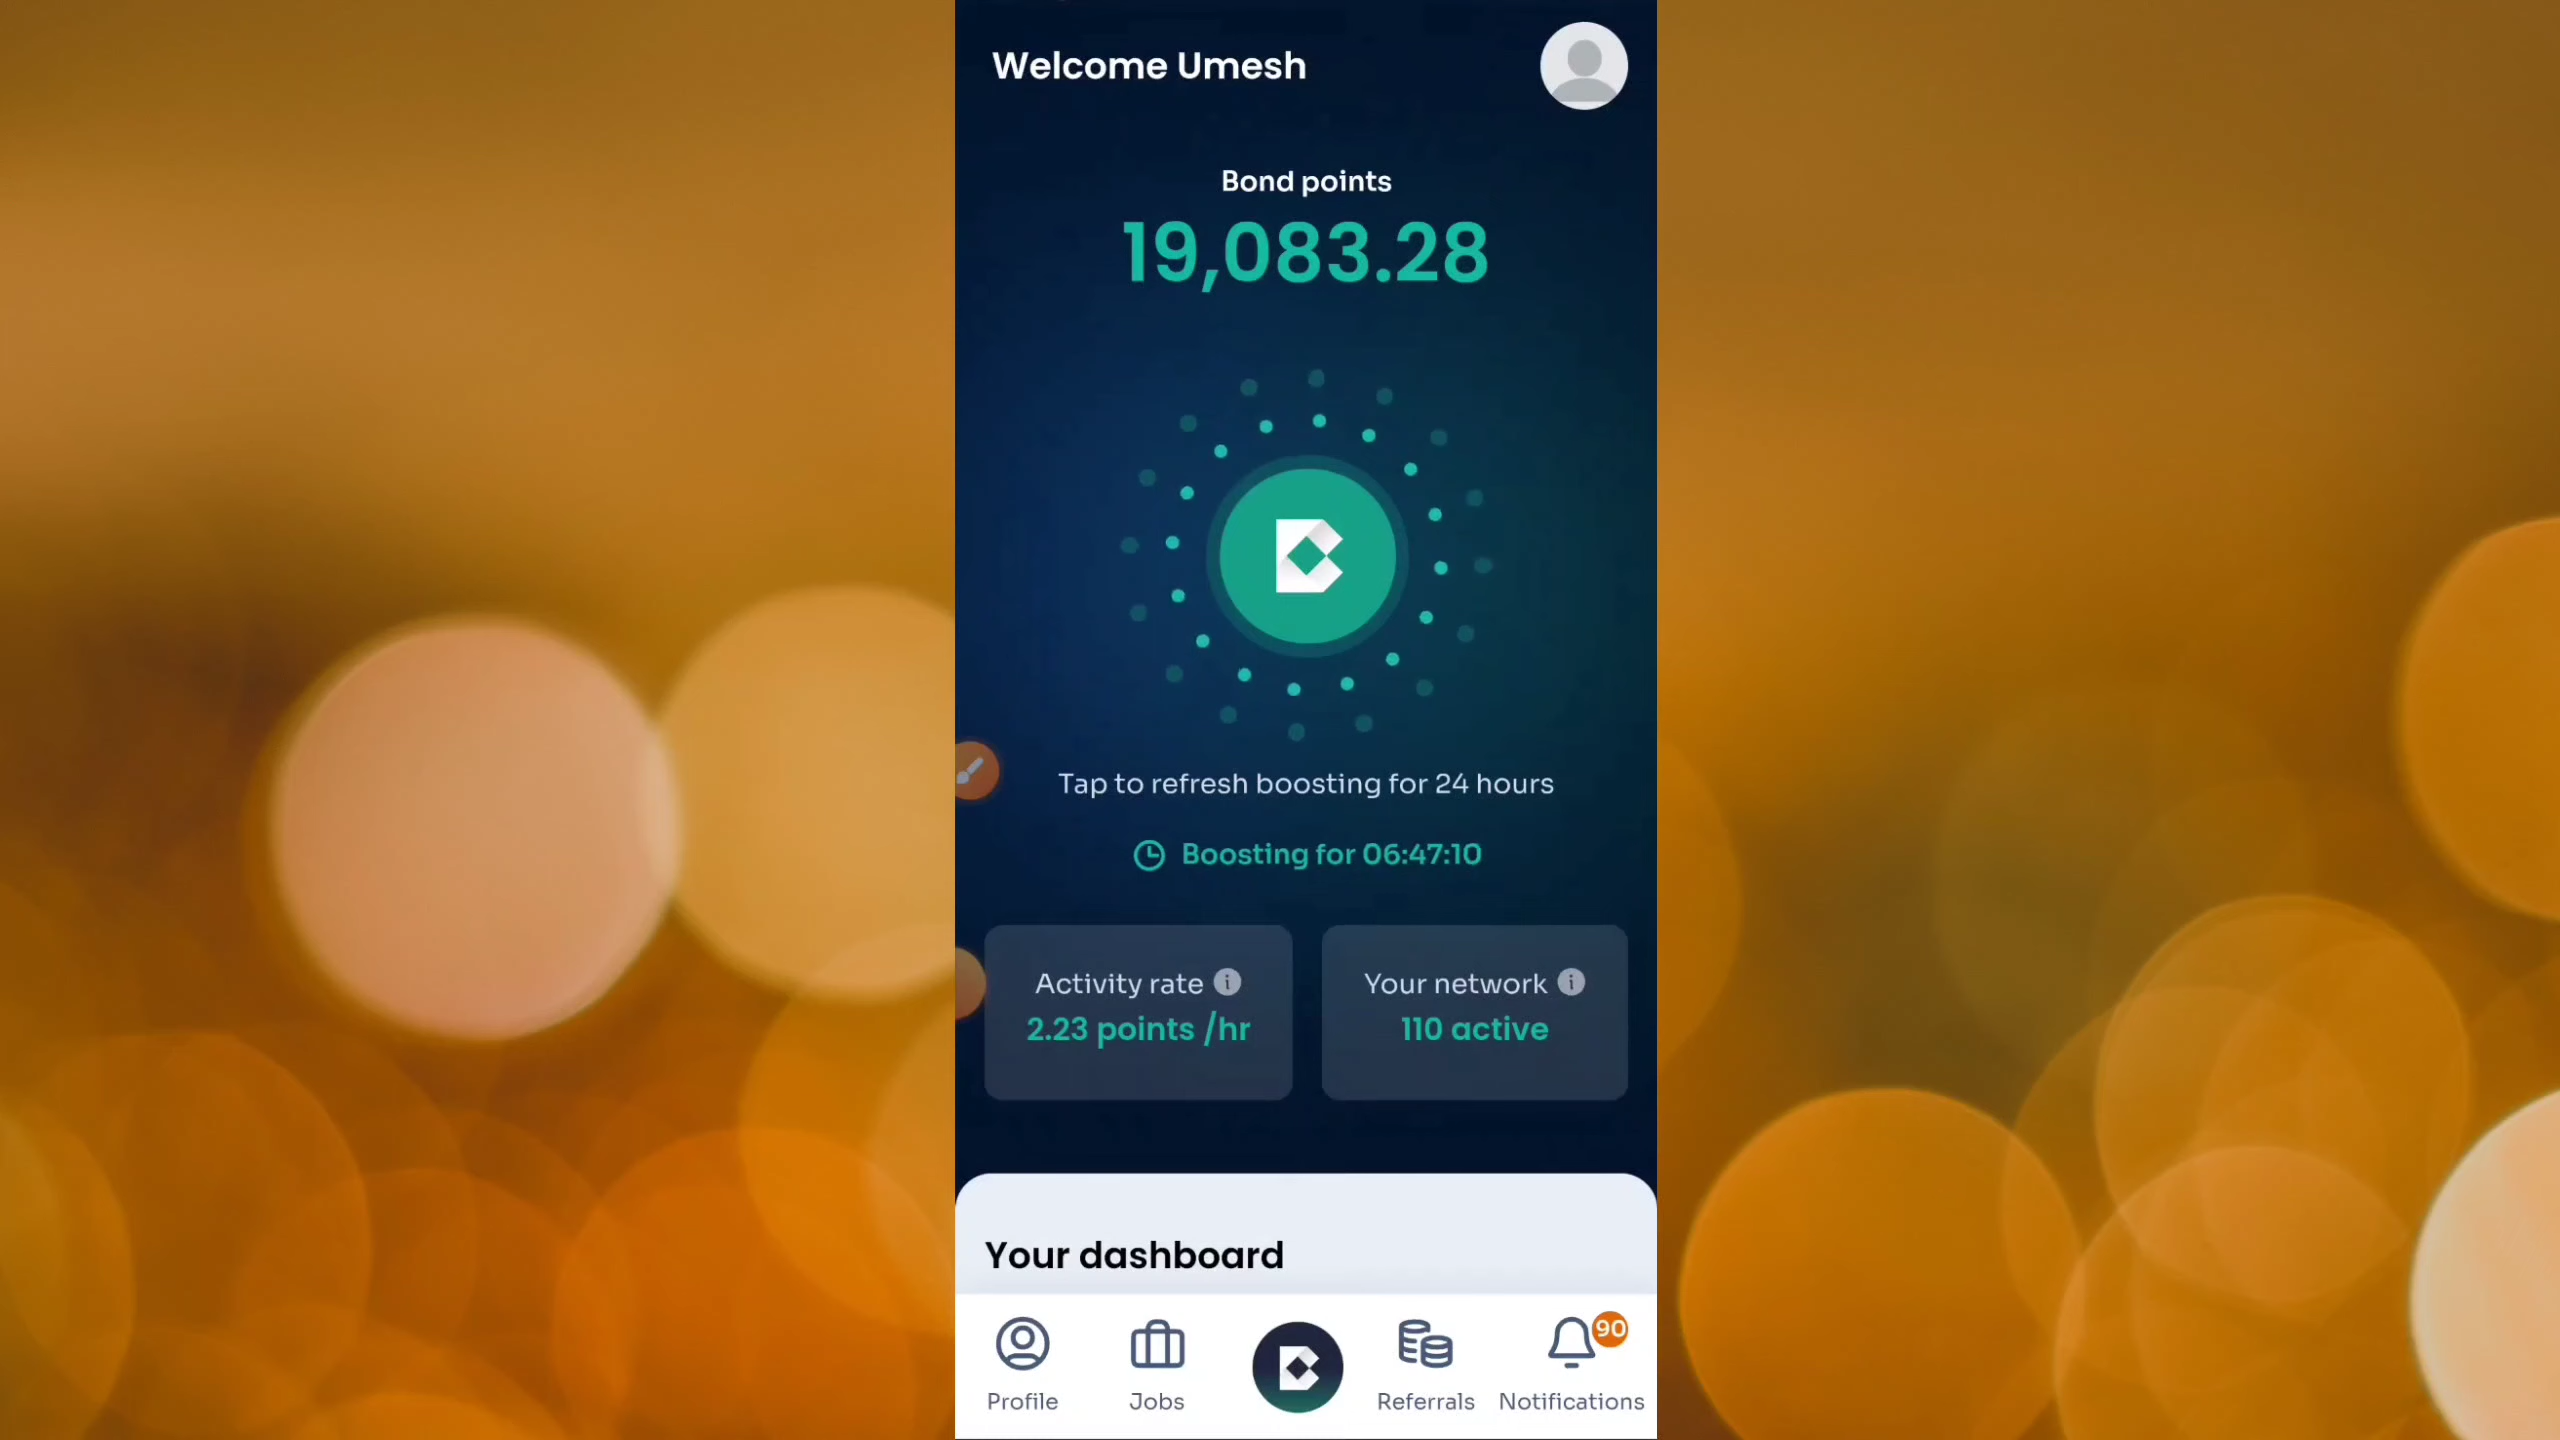 Welcome Umesh
Bond points
19,083.28
Tap to refresh boosting for 24 hours
Boosting for 06:47:10
Activity rate
2.23 points /hr
Your network
110 active
Your dashboard
90
Profile
Jobs
Referrals
Notifications